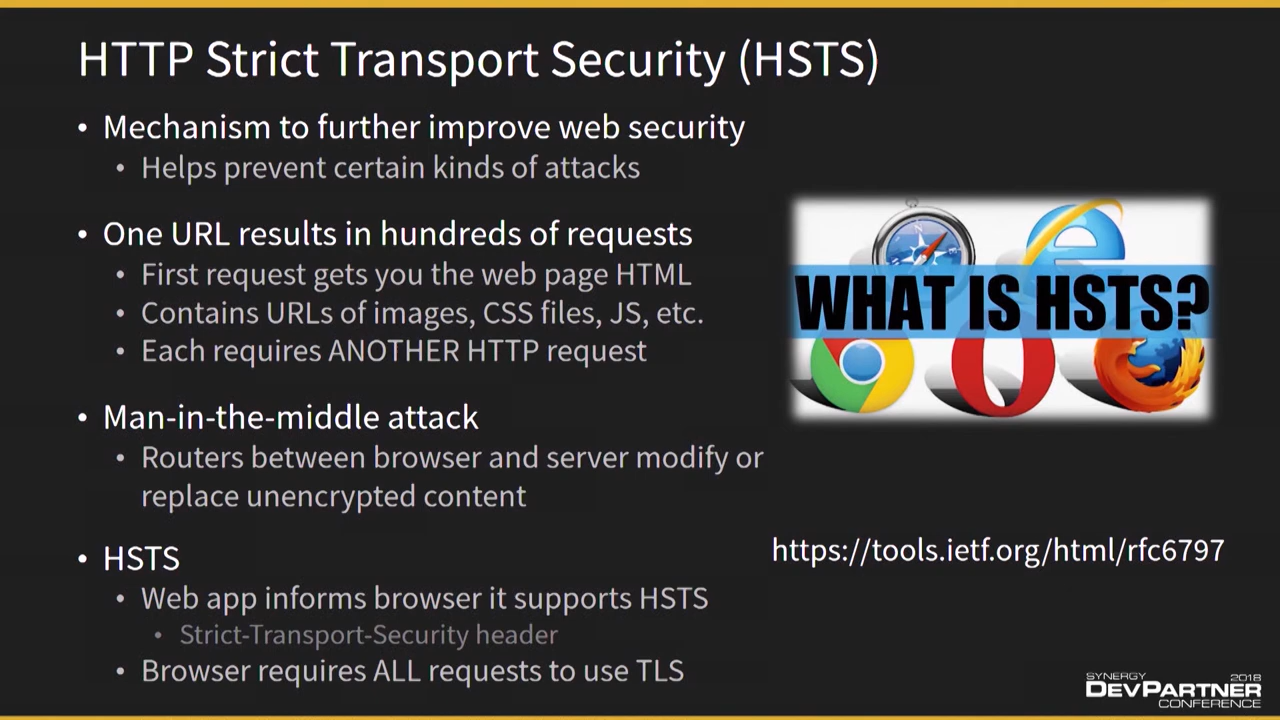 HTTP Strict Transport Security (HSTS)
• Mechanism to further improve web security
• Helps prevent certain kinds of attacks
• One URL results in hundreds of requests
• First request gets you the web page HTML
• Contains URLs of images, CSS files, JS, etc.
• Each requires ANOTHER HTTP request
• Man-in-the-middle attack
• Routers between browser and server modify or
replace unencrypted content
• HSTS
• Web app informs browser it supports HSTS
• Strict-Transport-Security header
• Browser requires ALL requests to use TLS
WHAT IS HSTS?
https://tools.ietf.org/html/rfc6797
SYNERGY 2018
DEVPARTNER
CONFERENCE